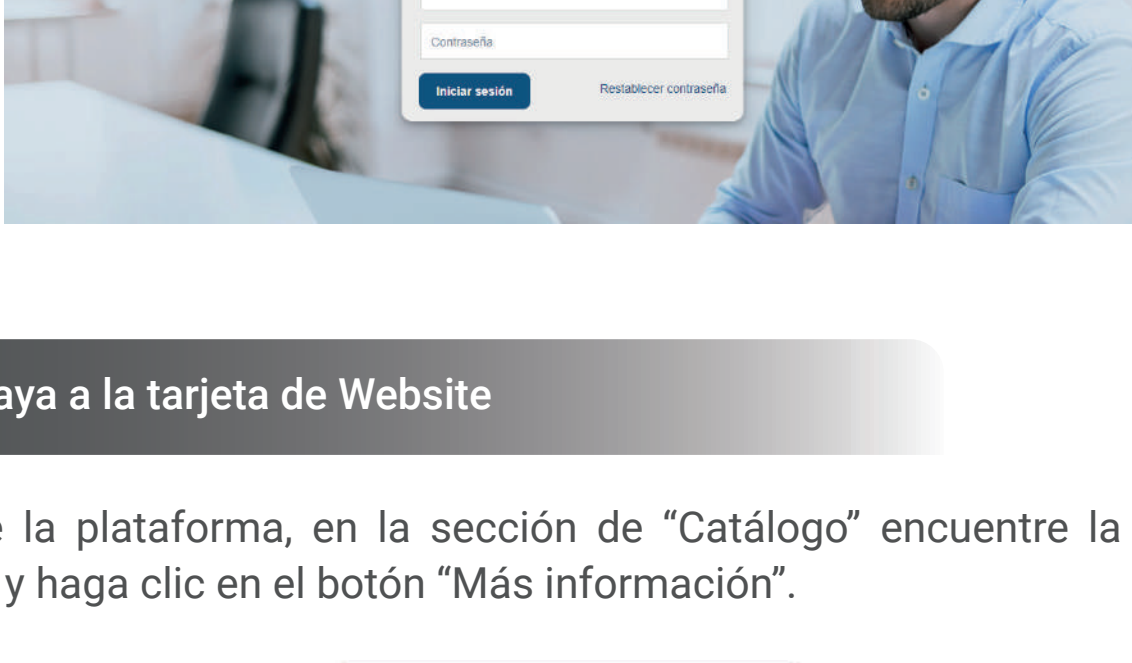 Contraseña
Iniciar sesión
Restablecer contraseña
aya a la tarjeta de Website
la plataforma, en la sección de “Catálogo” encuentre la
y haga clic en el botón “Más información”.